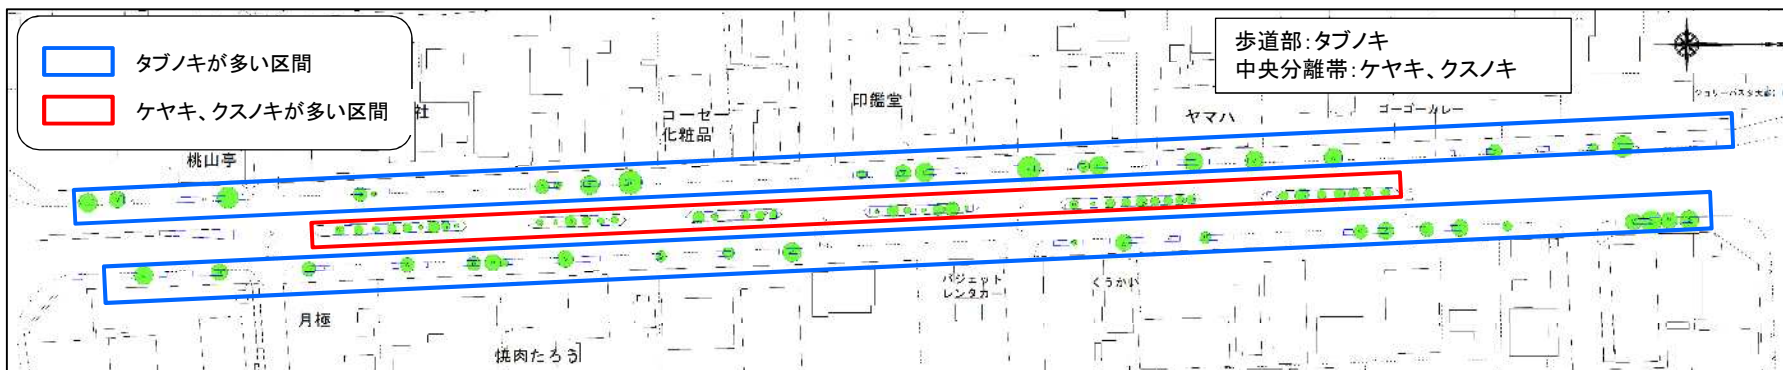 タブノキが多い区間
ケヤキ、クスノキが多い区間
歩道部：タブノキ
中央分離帯：ケヤキ、クスノキ
社
桃山亭
コーセー
化粧品
印鑑堂
ヤマハ
ゴーゴーカレー
月極
焼肉たろう
バジェット
レンタカー
くうかい